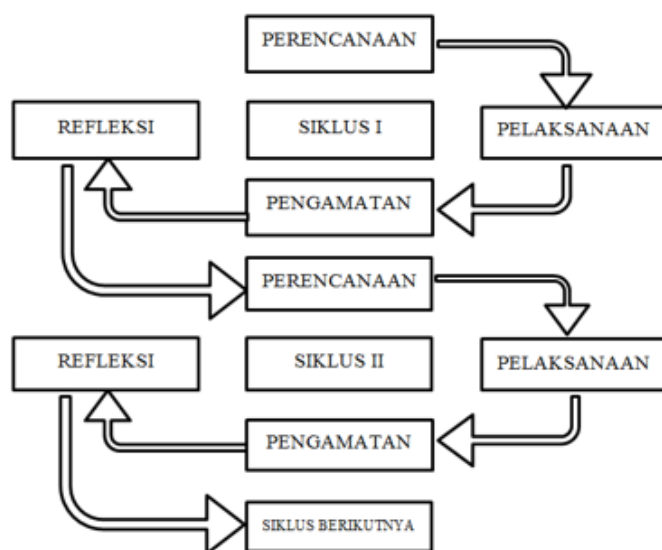 PERENCANAAN
REFLEKSI
SIKLUS I
PELAKSANAAN
PENGAMATAN
PERENCANAAN
REFLEKSI
SIKLUS II
PELAKSANAAN
PENGAMATAN
SIKLUS BERIKUTNYA